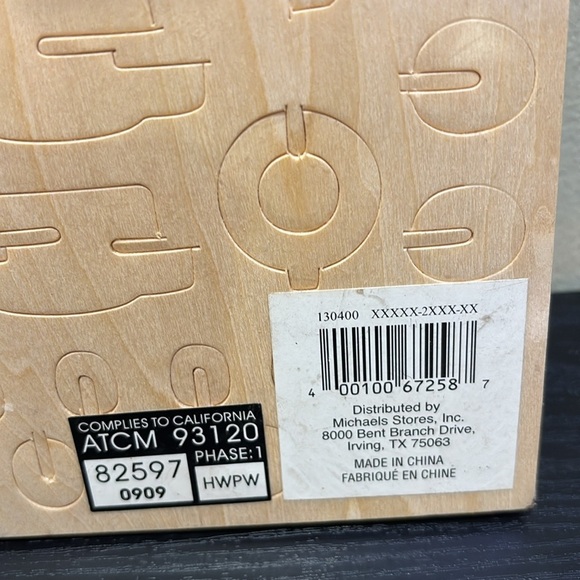 130400 XXXXX-2XXX-XX
4 00100 67258 7
Distributed by
Michaels Stores, Inc.
8000 Bent Branch Drive,
Irving, TX 75063
MADE IN CHINA
FABRIQUÉ EN CHINE
COMPLIES TO CALIFORNIA
ATCM 93120
PHASE:1
82597
0909
HWPW